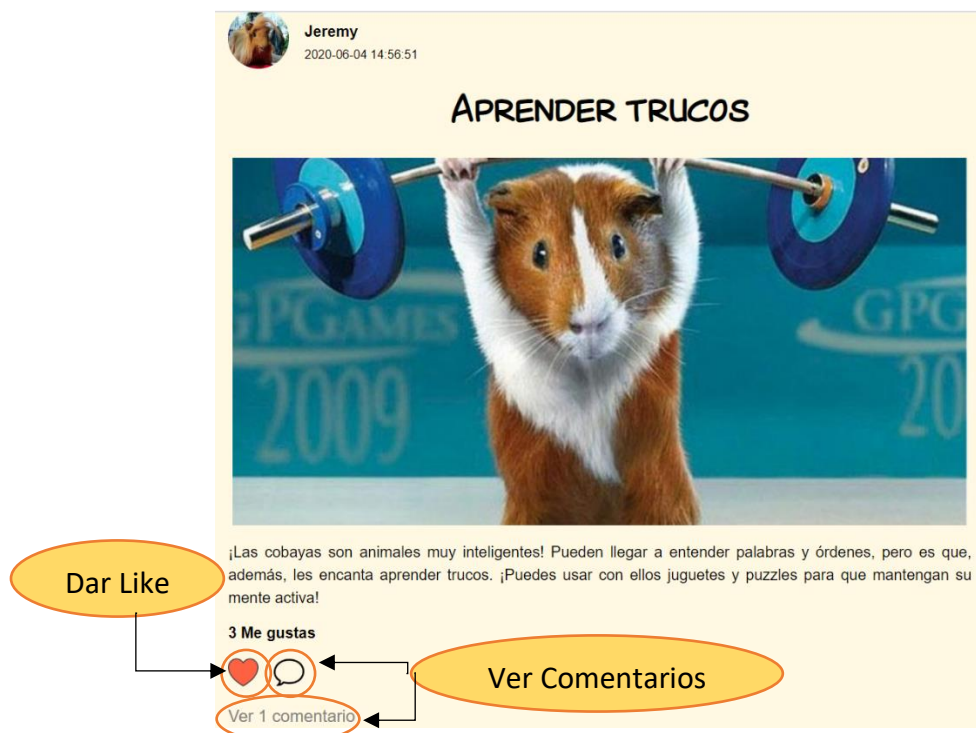 Jeremy
2020-06-04 14:56:51
APRENDER TRUCOS
GPGAMES
2009
GPG
20
¡Las cobayas son animales muy inteligentes! Pueden llegar a entender palabras y órdenes, pero es que,
además, les encanta aprender trucos. ¡Puedes usar con ellos juguetes y puzzles para que mantengan su
mente activa!
Dar Like
3 Me gustas
Ver Comentarios
Ver 1 comentario